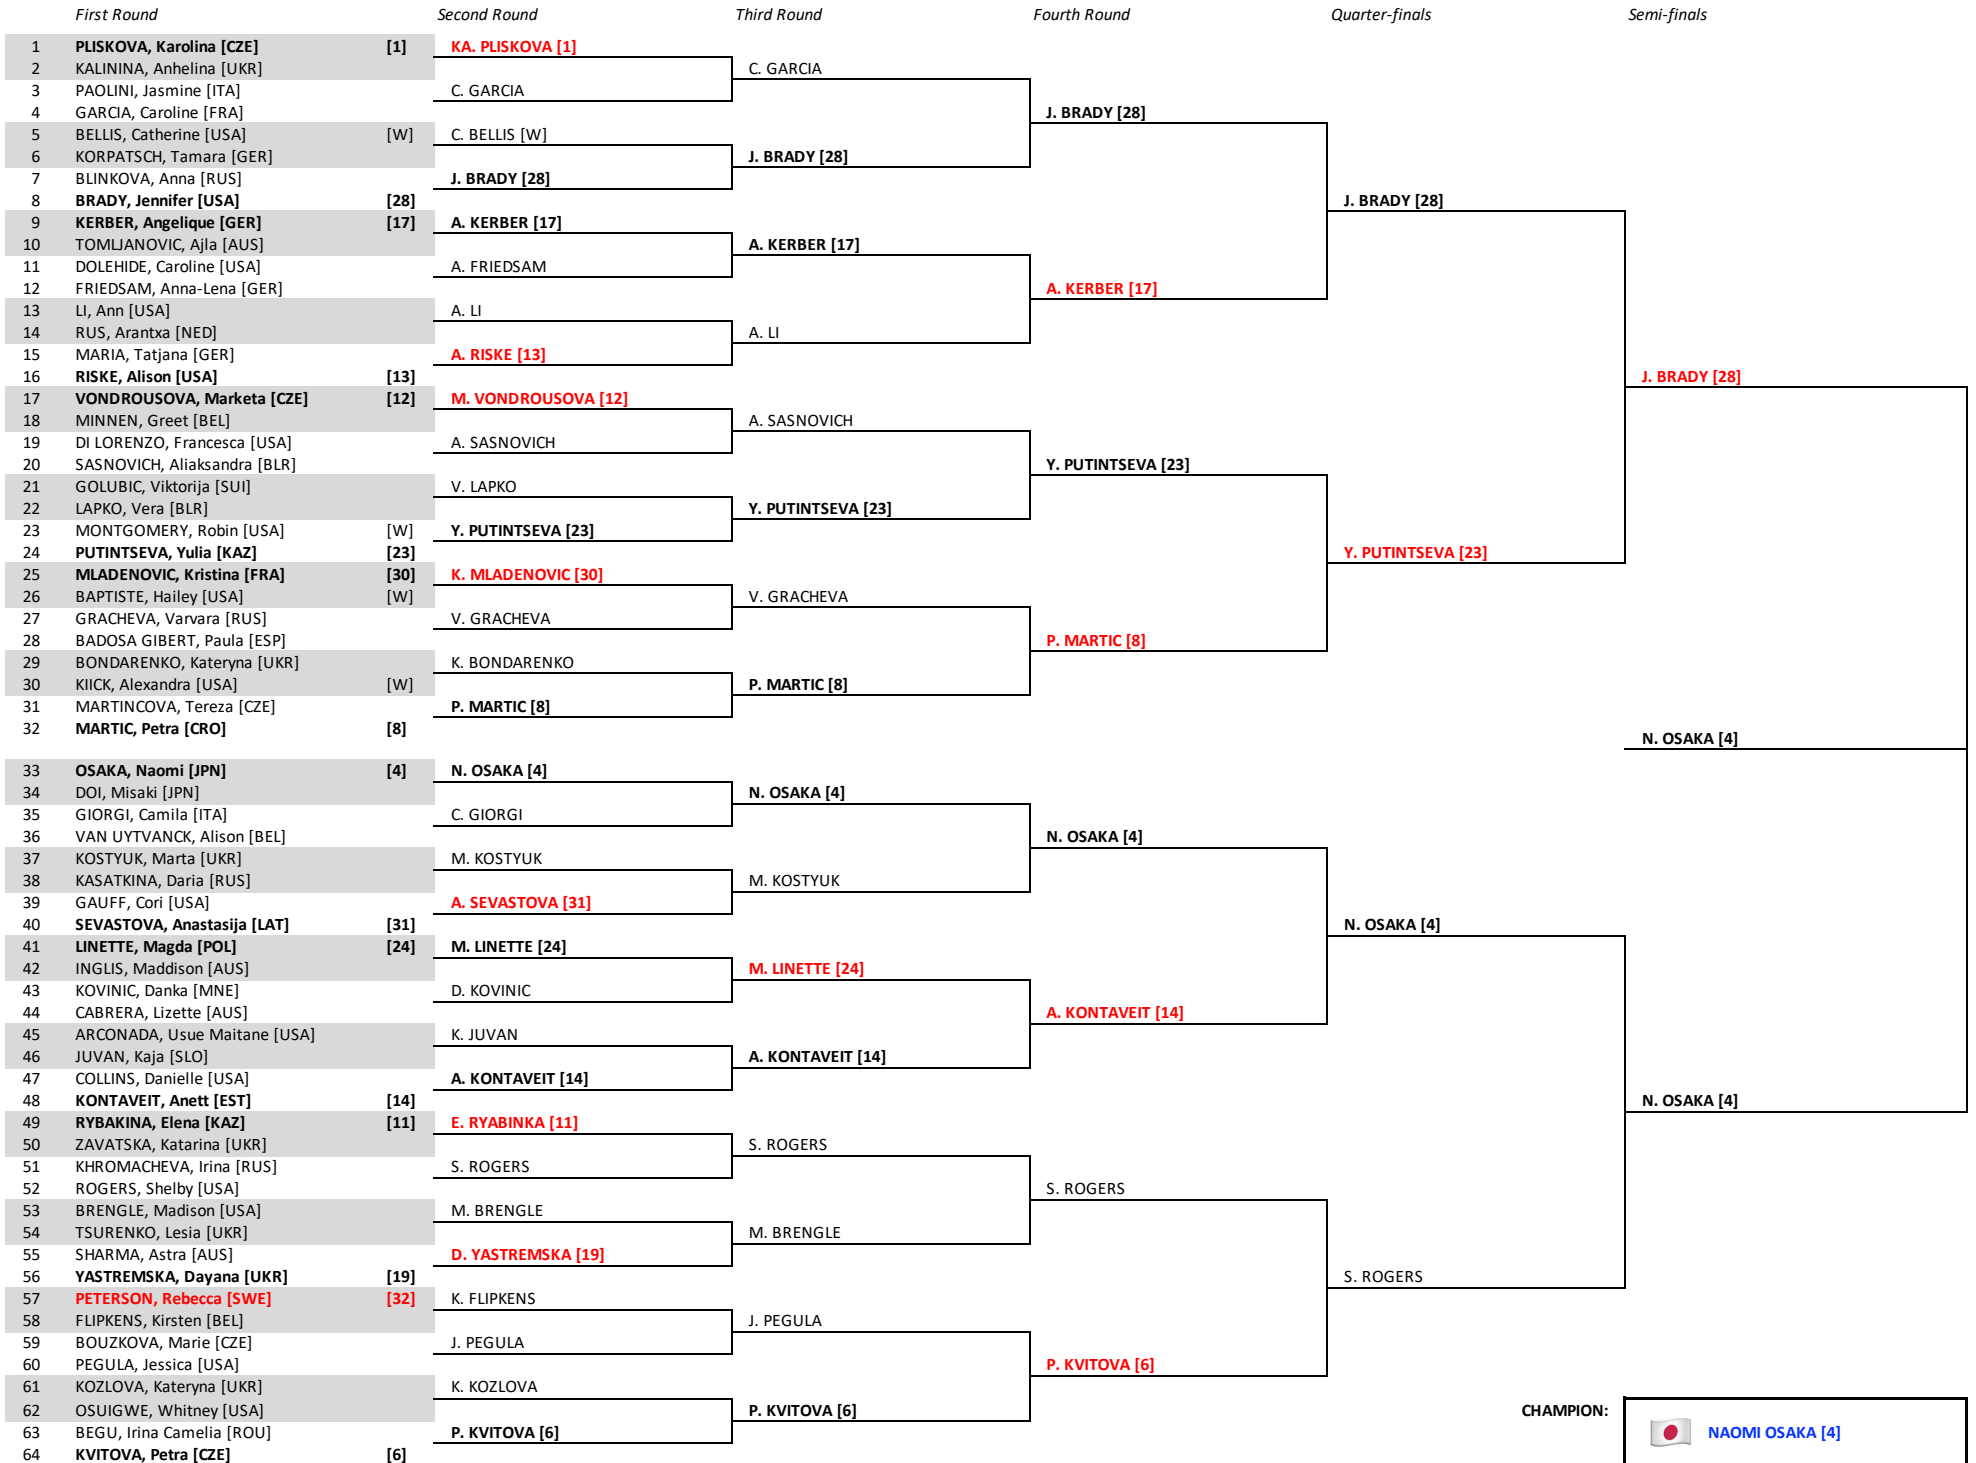 First Round Second Round Third Round Fourth Round Quarter-finals Semi-finals
1 PLISKOVA, Karolina [CZE] [1] KA. PLISKOVA [1]
2 KALININA, Anhelina [UKR] C. GARCIA
3 PAOLINI, Jasmine [ITA] C. GARCIA
4 GARCIA, Caroline [FRA] J. BRADY [28]
5 BELLIS, Catherine [USA] [W] C. BELLIS [W]
6 KORPATSCH, Tamara [GER] J. BRADY [28]
7 BLINKOVA, Anna [RUS] J. BRADY [28]
8 BRADY, Jennifer [USA] [28] J. BRADY [28]
9 KERBER, Angelique [GER] [17] A. KERBER [17]
10 TOMLJANOVIC, Ajla [AUS] A. KERBER [17]
11 DOLEHIDE, Caroline [USA] A. FRIEDSAM
12 FRIEDSAM, Anna-Lena [GER] A. KERBER [17]
13 LI, Ann [USA] A. LI
14 RUS, Arantxa [NED] A. LI
15 MARIA, Tatjana [GER] A. RISKE [13]
16 RISKE, Alison [USA] [13] J. BRADY [28]
17 VONDROUSOVA, Marketa [CZE] [12] M. VONDROUSOVA [12]
18 MINNEN, Greet [BEL] A. SASNOVICH
19 DI LORENZO, Francesca [USA] A. SASNOVICH
20 SASNOVICH, Aliaksandra [BLR] Y. PUTINTSEVA [23]
21 GOLUBIC, Viktorija [SUI] V. LAPKO
22 LAPKO, Vera [BLR] Y. PUTINTSEVA [23]
23 MONTGOMERY, Robin [USA] [W] Y. PUTINTSEVA [23]
24 PUTINTSEVA, Yulia [KAZ] [23] Y. PUTINTSEVA [23]
25 MLADENOVIC, Kristina [FRA] [30] K. MLADENOVIC [30]
26 BAPTISTE, Hailey [USA] [W] V. GRACHEVA
27 GRACHEVA, Varvara [RUS] V. GRACHEVA
28 BADOSA GIBERT, Paula [ESP] P. MARTIC [8]
29 BONDARENKO, Kateryna [UKR] K. BONDARENKO
30 KIICK, Alexandra [USA] [W] P. MARTIC [8]
31 MARTINCOVA, Tereza [CZE] P. MARTIC [8]
32 MARTIC, Petra [CRO] [8]
N. OSAKA [4]
33 OSAKA, Naomi [JPN] [4] N. OSAKA [4]
34 DOI, Misaki [JPN] N. OSAKA [4]
35 GIORGI, Camila [ITA] C. GIORGI
36 VAN UYTVANCK, Alison [BEL] N. OSAKA [4]
37 KOSTYUK, Marta [UKR] M. KOSTYUK
38 KASATKINA, Daria [RUS] M. KOSTYUK
39 GAUFF, Cori [USA] A. SEVASTOVA [31]
40 SEVASTOVA, Anastasija [LAT] [31] N. OSAKA [4]
41 LINETTE, Magda [POL] [24] M. LINETTE [24]
42 INGLIS, Maddison [AUS] M. LINETTE [24]
43 KOVINIC, Danka [MNE] D. KOVINIC
44 CABRERA, Lizette [AUS] A. KONTAVEIT [14]
45 ARCONADA, Usue Maitane [USA] K. JUVAN
46 JUVAN, Kaja [SLO] A. KONTAVEIT [14]
47 COLLINS, Danielle [USA] A. KONTAVEIT [14]
48 KONTAVEIT, Anett [EST] [14] N. OSAKA [4]
49 RYBAKINA, Elena [KAZ] [11] E. RYABINKA [11]
50 ZAVATSKA, Katarina [UKR] S. ROGERS
51 KHROMACHEVA, Irina [RUS] S. ROGERS
52 ROGERS, Shelby [USA] S. ROGERS
53 BRENGLE, Madison [USA] M. BRENGLE
54 TSURENKO, Lesia [UKR] M. BRENGLE
55 SHARMA, Astra [AUS] D. YASTREMSKA [19]
56 YASTREMSKA, Dayana [UKR] [19] S. ROGERS
57 PETERSON, Rebecca [SWE] [32] K. FLIPKENS
58 FLIPKENS, Kirsten [BEL] J. PEGULA
59 BOUZKOVA, Marie [CZE] J. PEGULA
60 PEGULA, Jessica [USA] P. KVITOVA [6]
61 KOZLOVA, Kateryna [UKR] K. KOZLOVA
62 OSUIGWE, Whitney [USA] P. KVITOVA [6] CHAMPION:
63 BEGU, Irina Camelia [ROU] P. KVITOVA [6] NAOMI OSAKA [4]
64 KVITOVA, Petra [CZE] [6]